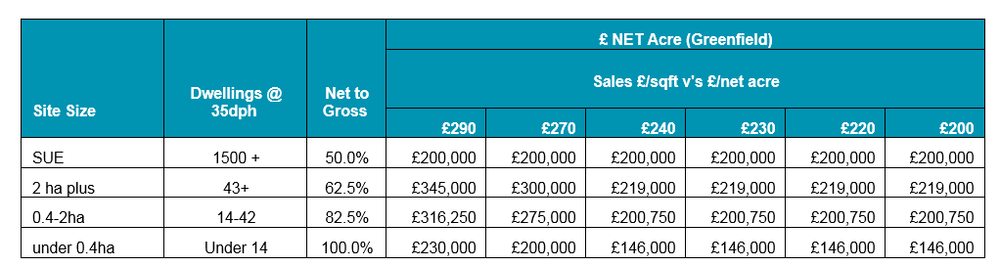 £ NET Acre (Greenfield)
Sales £/sqft v's £/net acre
Site Size
Dwellings @
35dph
Net to
Gross
£290 £270 £240 £230 £220 £200
SUE 1500 + 50.0% £200,000 £200,000 £200,000 £200,000 £200,000 £200,000
2 ha plus 43+ 62.5% £345,000 £300,000 £219,000 £219,000 £219,000 £219,000
0.4-2ha 14-42 82.5% £316,250 £275,000 £200,750 £200,750 £200,750 £200,750
under 0.4ha Under 14 100.0% £230,000 £200,000 £146,000 £146,000 £146,000 £146,000